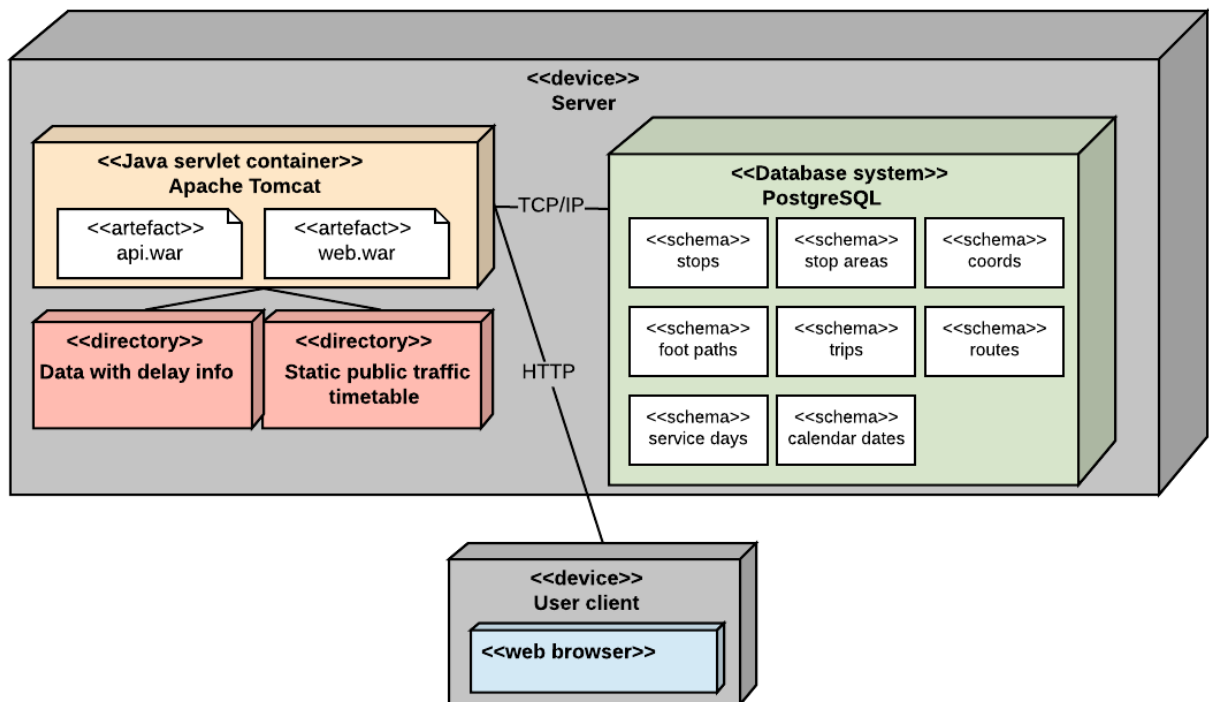 <<device>>
Server
<<Java servlet container>>
Apache Tomcat
<<artefact>>
api.war
<<artefact>>
web.war
<<directory>>
Data with delay info
<<directory>>
Static public traffic
timetable
TCP/IP
HTTP
<<Database system>>
PostgreSQL
<<schema>>
stops
<<schema>>
stop areas
<<schema>>
coords
<<schema>>
foot paths
<<schema>>
trips
<<schema>>
routes
<<schema>>
service days
<<schema>>
calendar dates
<<device>>
User client
<<web browser>>